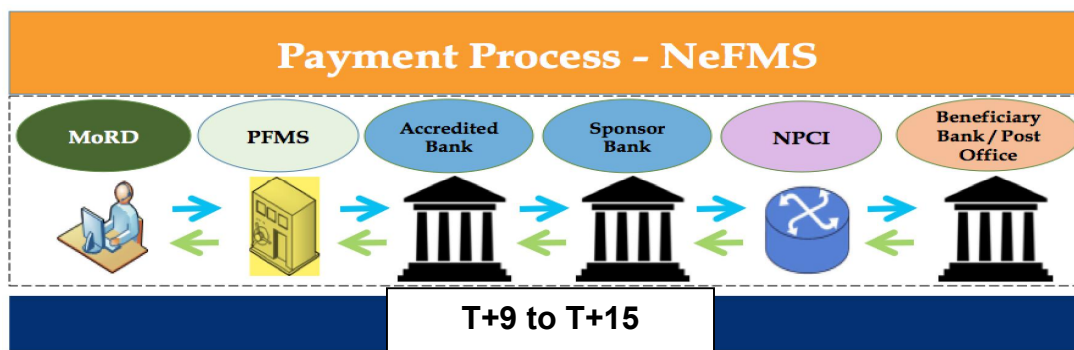 Payment Process - NeFMS
MoRD
PFMS
Accredited
Bank
Sponsor
Bank
NPCI
Beneficiary
Bank / Post
Office
T+9 to T+15